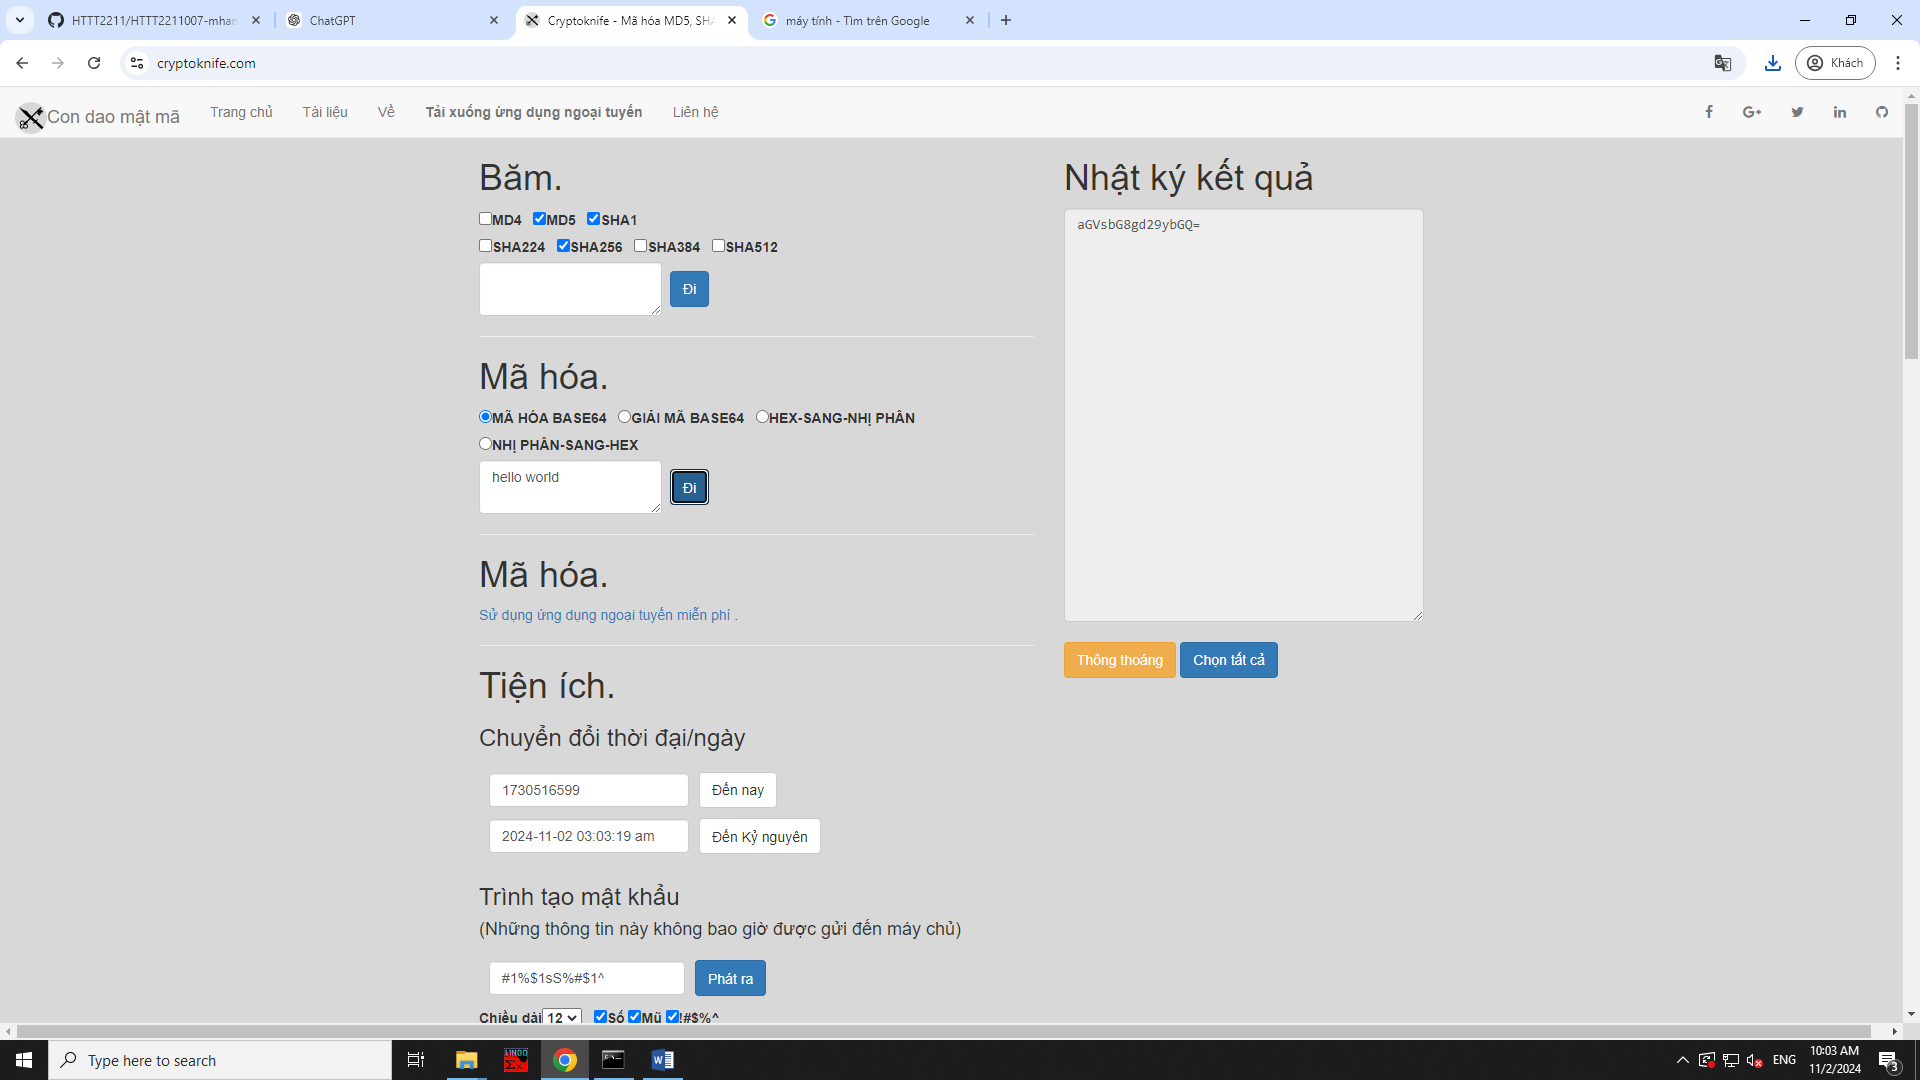 HTTT2211/HTTT2211007-mhan
ChatGPT
Cryptoknife - Mã hóa MD5, SHA
máy tính - Tìm trên Google
cryptoknife.com
Khách
Con dao mật mã
Trang chủ
Tài liệu
Về
Tải xuống ứng dụng ngoại tuyến
Liên hệ
Băm.
MD4 MD5 SHA1
SHA224 SHA256 SHA384 SHA512
Đi
Mã hóa.
MÃ HÓA BASE64 GIẢI MÃ BASE64 HEX-SANG-NHỊ PHÂN
NHỊ PHÂN-SANG-HEX
hello world
Đi
Mã hóa.
Sử dụng ứng dụng ngoại tuyến miễn phí .
Tiện ích.
Chuyển đổi thời đại/ngày
1730516599
Đến nay
2024-11-02 03:03:19 am
Đến Kỷ nguyên
Trình tạo mật khẩu
(Những thông tin này không bao giờ được gửi đến máy chủ)
#1%$1sS%#$1^
Phát ra
Chiều dài 12 Số Mũ !#$%^
Nhật ký kết quả
aGVsbG8gd29ybGQ=
Thông thoáng
Chọn tất cả
Type here to search
LINGO
ENG
10:03 AM
11/2/2024
3